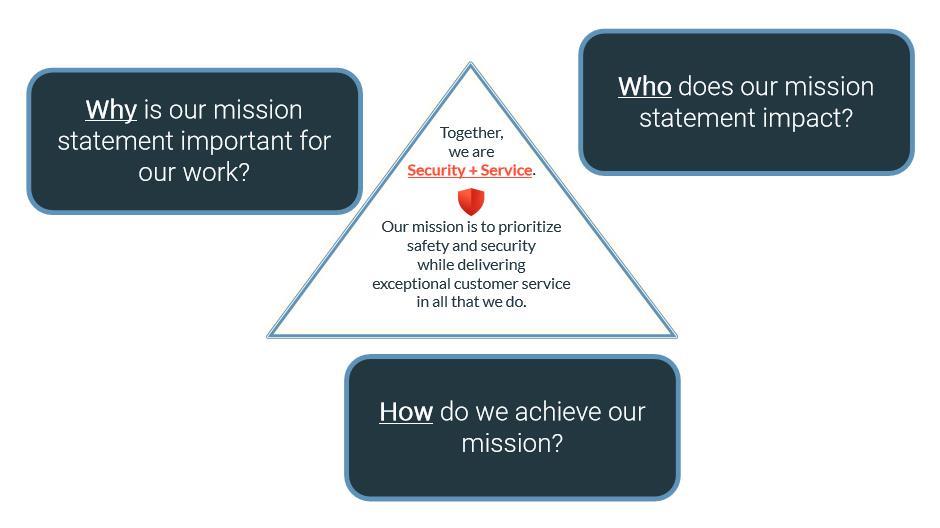 Why is our mission
statement important for
our work?
Who does our mission
statement impact?
Together,
we are
Security + Service.
Our mission is to prioritize
safety and security
while delivering
exceptional customer service
in all that we do.
How do we achieve our
mission?